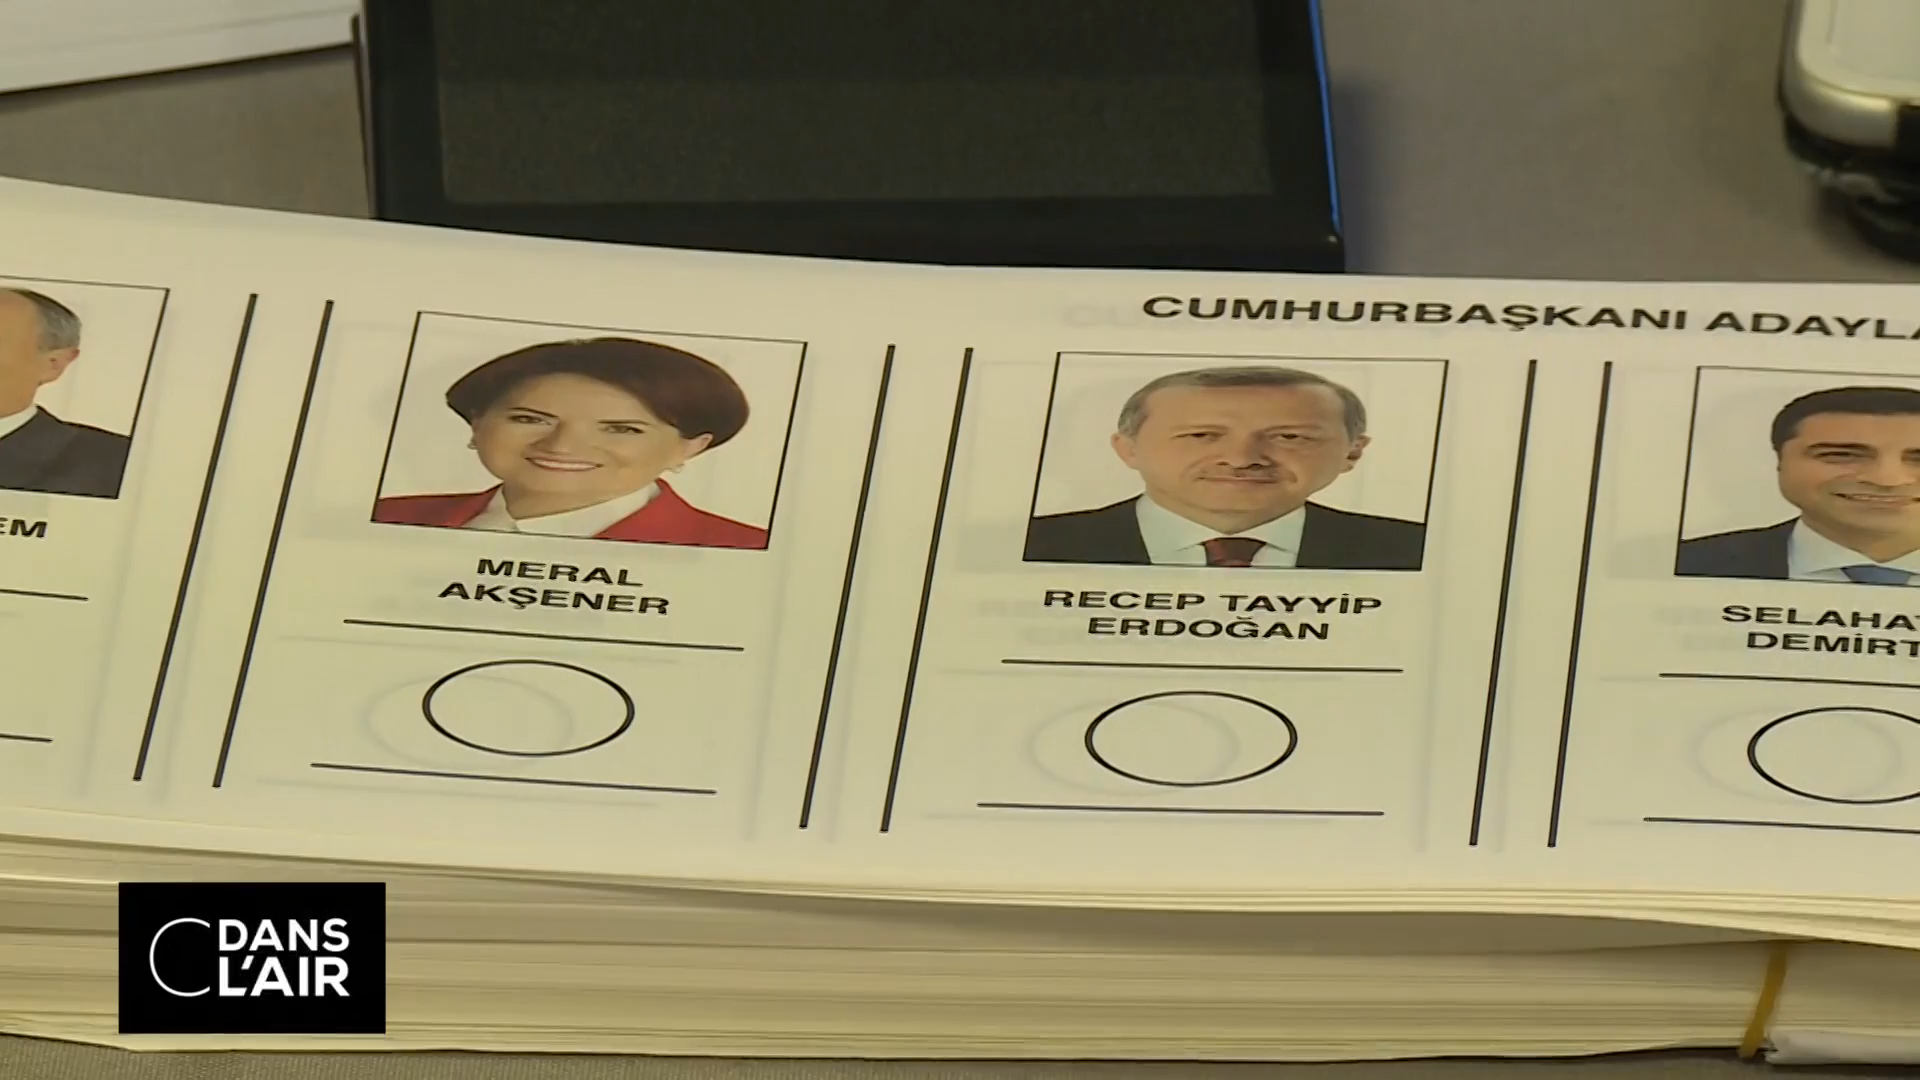 CUMHURBAŞKANI ADAYLA
EM
MERAL
AKŞENER
RECEP TAYYİP
ERDOĞAN
SELAHAT
DEMİRT
C DANS
L'AIR